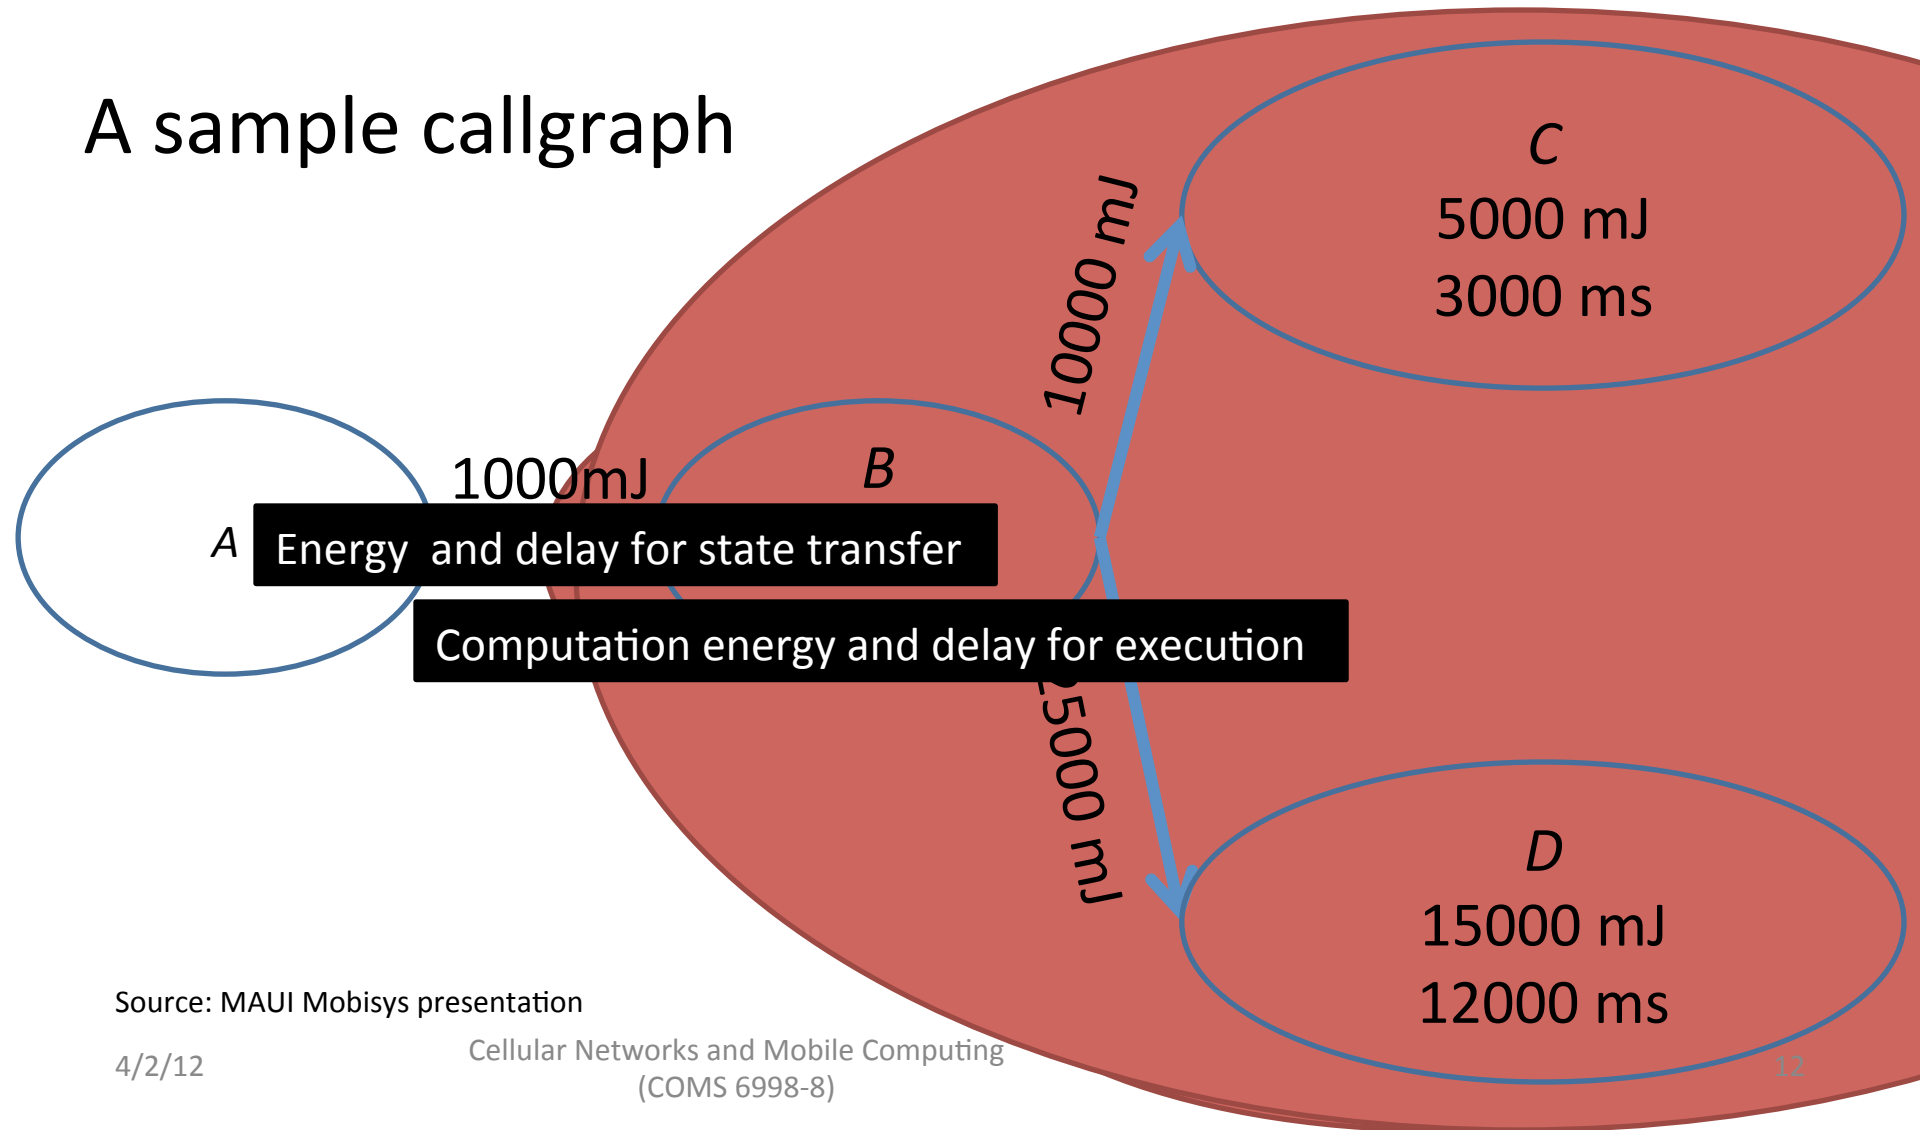 A sample callgraph
C
5000 mJ
3000 ms
10000 mJ
1000mJ
B
A
Energy and delay for state transfer
Computation energy and delay for execution
25000 mJ
D
15000 mJ
12000 ms
Source: MAUI Mobisys presentation
4/2/12
Cellular Networks and Mobile Computing
(COMS 6998-8)
12